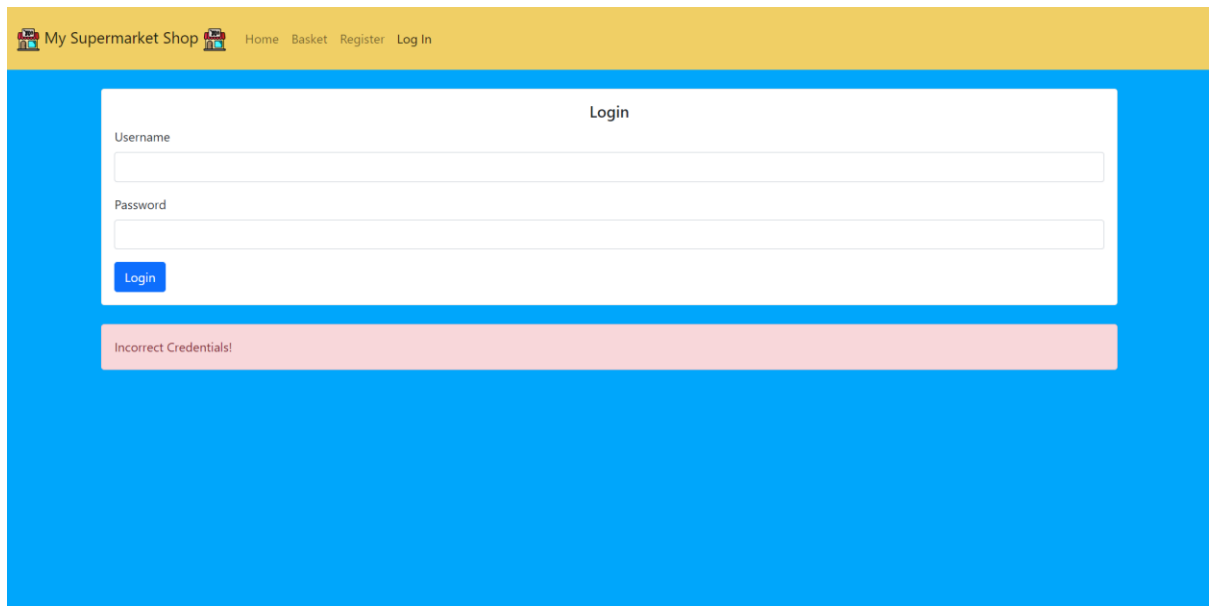 My Supermarket Shop Home Basket Register Log In
Login
Username
Password
Login
Incorrect Credentials!